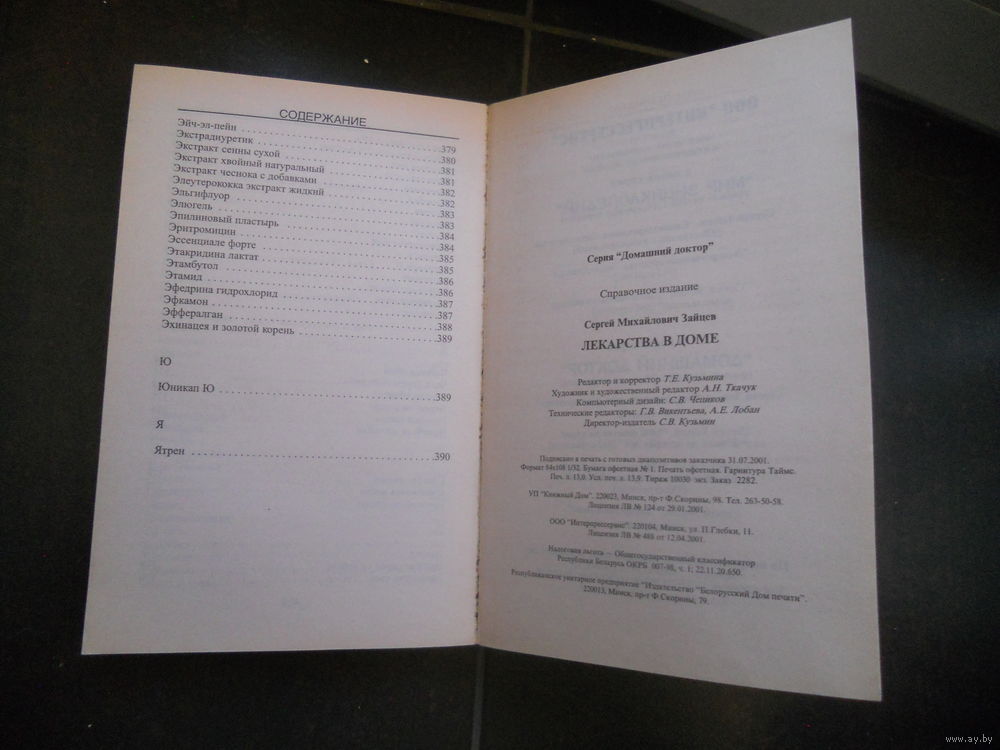 СОДЕРЖАНИЕ
Эйч-эл-пейн ........ 379
Экстрадиуретик ........ 380
Экстракт сенны сухой ........ 381
Экстракт хвойный натуральный ........ 381
Экстракт чеснока с добавками ........ 382
Элеутерококка экстракт жидкий ........ 382
Эльгифлуор ........ 383
Элюгель ........ 383
Эпилиновый пластырь ........ 384
Эритромицин ........ 384
Эссенциале форте ........ 385
Этакридина лактат ........ 385
Этамбутол ........ 386
Этамид ........ 386
Эфедрина гидрохлорид ........ 387
Эфкамон ........ 387
Эффералган ........ 388
Эхинацея и золотой корень ........ 389
Ю
Юникап Ю ........ 389
Я
Ятрен ........ 390
Серия "Домашний доктор"
Справочное издание
Сергей Михайлович Зайцев
ЛЕКАРСТВА В ДОМЕ
Редактор и корректор Т.Е. Кузьмина
Художник и художественный редактор А.Н. Ткачук
Компьютерный дизайн: С.В. Чепиков
Технические редакторы: Г.В. Викентьева, А.Е. Лобан
Директор-издатель С.В. Кузьмин
Подписано в печать с готовых диапозитивов заказчика 31.07.2001.
Формат 84х108 1/32. Бумага офсетная № 1. Печать офсетная. Гарнитура Таймс.
Печ. л. 13,0. Усл. печ. л. 13,9. Тираж 10030 экз. Заказ 2282.
УП "Книжный Дом". 220023, Минск, пр-т Ф.Скорины, 98. Тел. 263-50-58.
Лицензия ЛВ № 124 от 29.01.2001.
ООО "Интерпрессервис". 220104, Минск, ул. П.Глебки, 11.
Лицензия ЛВ № 488 от 12.04.2001.
Налоговая льгота — Общегосударственный классификатор
Республики Беларусь ОКРБ 007-98, ч. 1; 22.11.20.650.
Республиканское унитарное предприятие "Издательство "Белорусский Дом печати".
220013, Минск, пр-т Ф.Скорины, 79.
www.ay.by